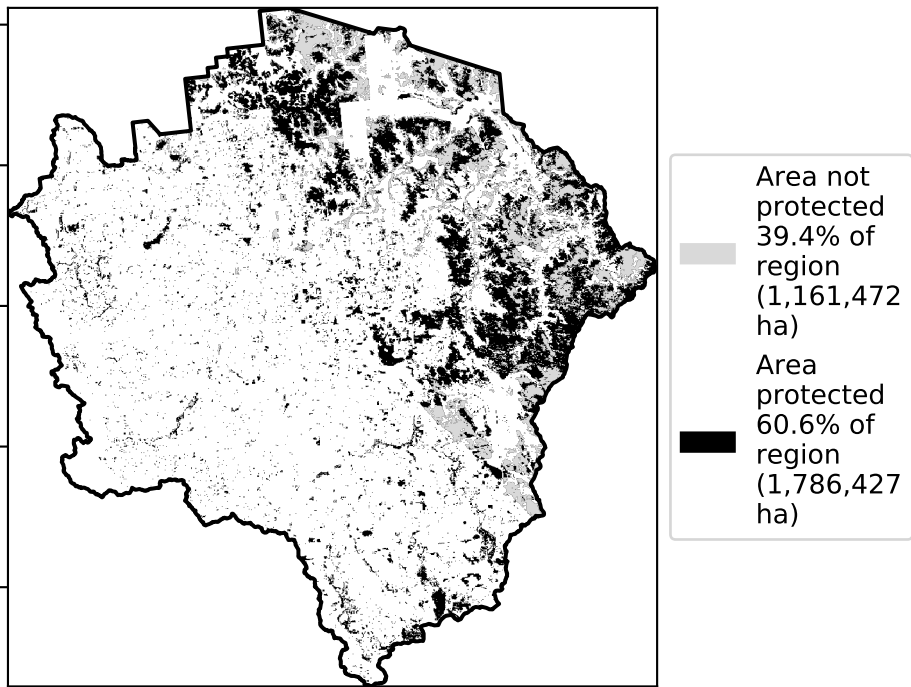 Area not
protected
39.4% of
region
(1,161,472
ha)
Area
protected
60.6% of
region
(1,786,427
ha)